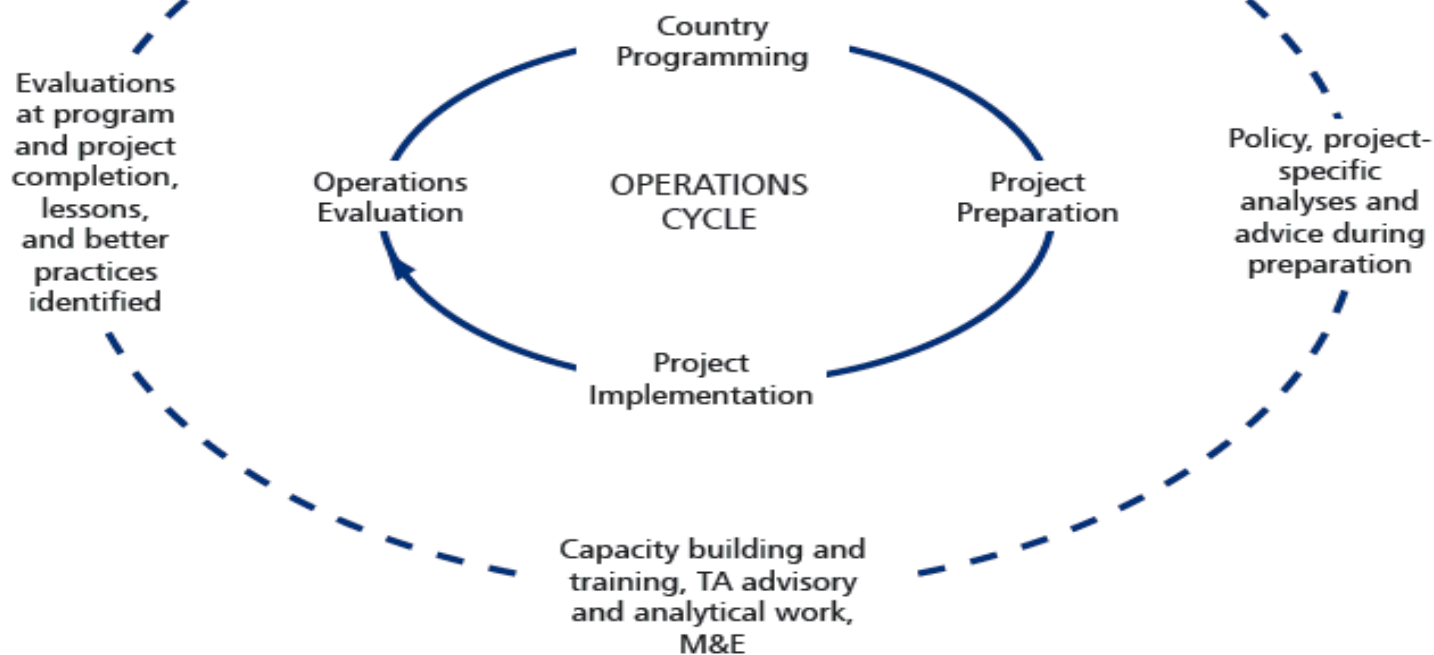 Country
Programming
Evaluations
at program
and project
completion,
lessons,
and better
practices
identified
Operations
Evaluation
OPERATIONS
CYCLE
Project
Preparation
Policy, project-
specific
analyses and
advice during
preparation
Project
Implementation
Capacity building and
training, TA advisory
and analytical work,
M&E